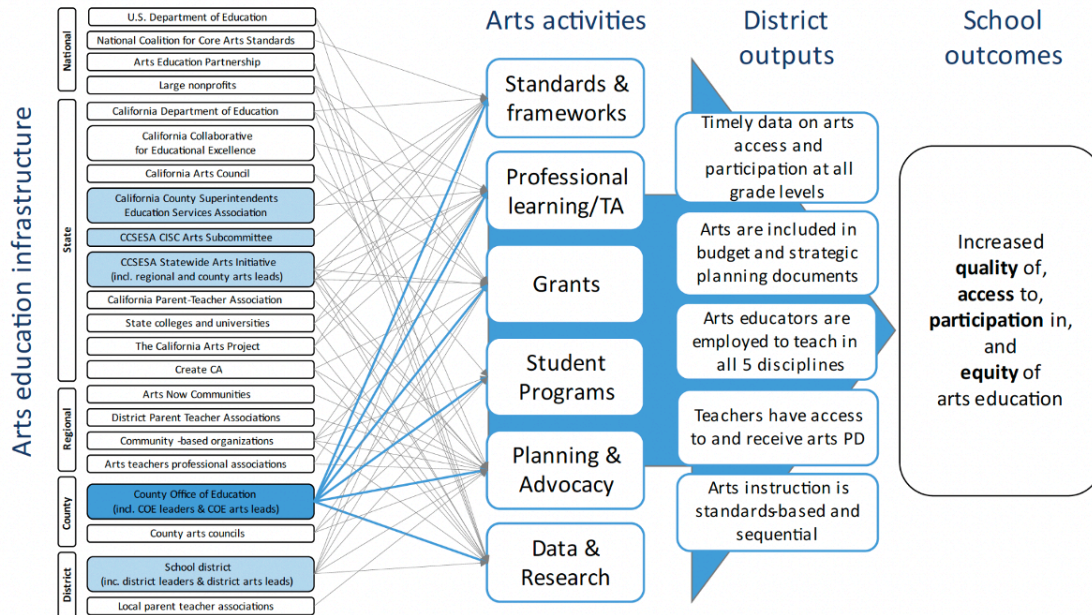 Arts education infrastructure
National
U.S. Department of Education
National Coalition for Core Arts Standards
Arts Education Partnership
Large nonprofits
State
California Department of Education
California Collaborative
for Educational Excellence
California Arts Council
California County Superintendents
Education Services Association
CCSESA CISC Arts Subcommittee
CCSESA Statewide Arts Initiative
(incl. regional and county arts leads)
California Parent-Teacher Association
State colleges and universities
The California Arts Project
Create CA
Regional
Arts Now Communities
District Parent Teacher Associations
Community -based organizations
Arts teachers professional associations
County
County Office of Education
(incl. COE leaders & COE arts leads)
County arts councils
District
School district
(inc. district leaders & district arts leads)
Local parent teacher associations
Arts activities
Standards &
frameworks
Professional
learning/TA
Grants
Student
Programs
Planning &
Advocacy
Data &
Research
District
outputs
Timely data on arts
access and
participation at all
grade levels
Arts are included in
budget and strategic
planning documents
Arts educators are
employed to teach in
all 5 disciplines
Teachers have access
to and receive arts PD
Arts instruction is
standards-based and
sequential
School
outcomes
Increased
quality of,
access to,
participation in,
and
equity of
arts education